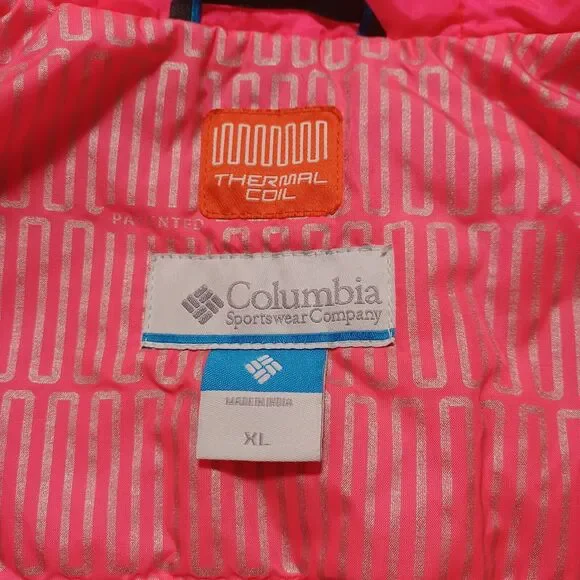 THERMAL
COIL
PATENTED
Columbia
Sportswear Company
MADE IN INDIA
XL